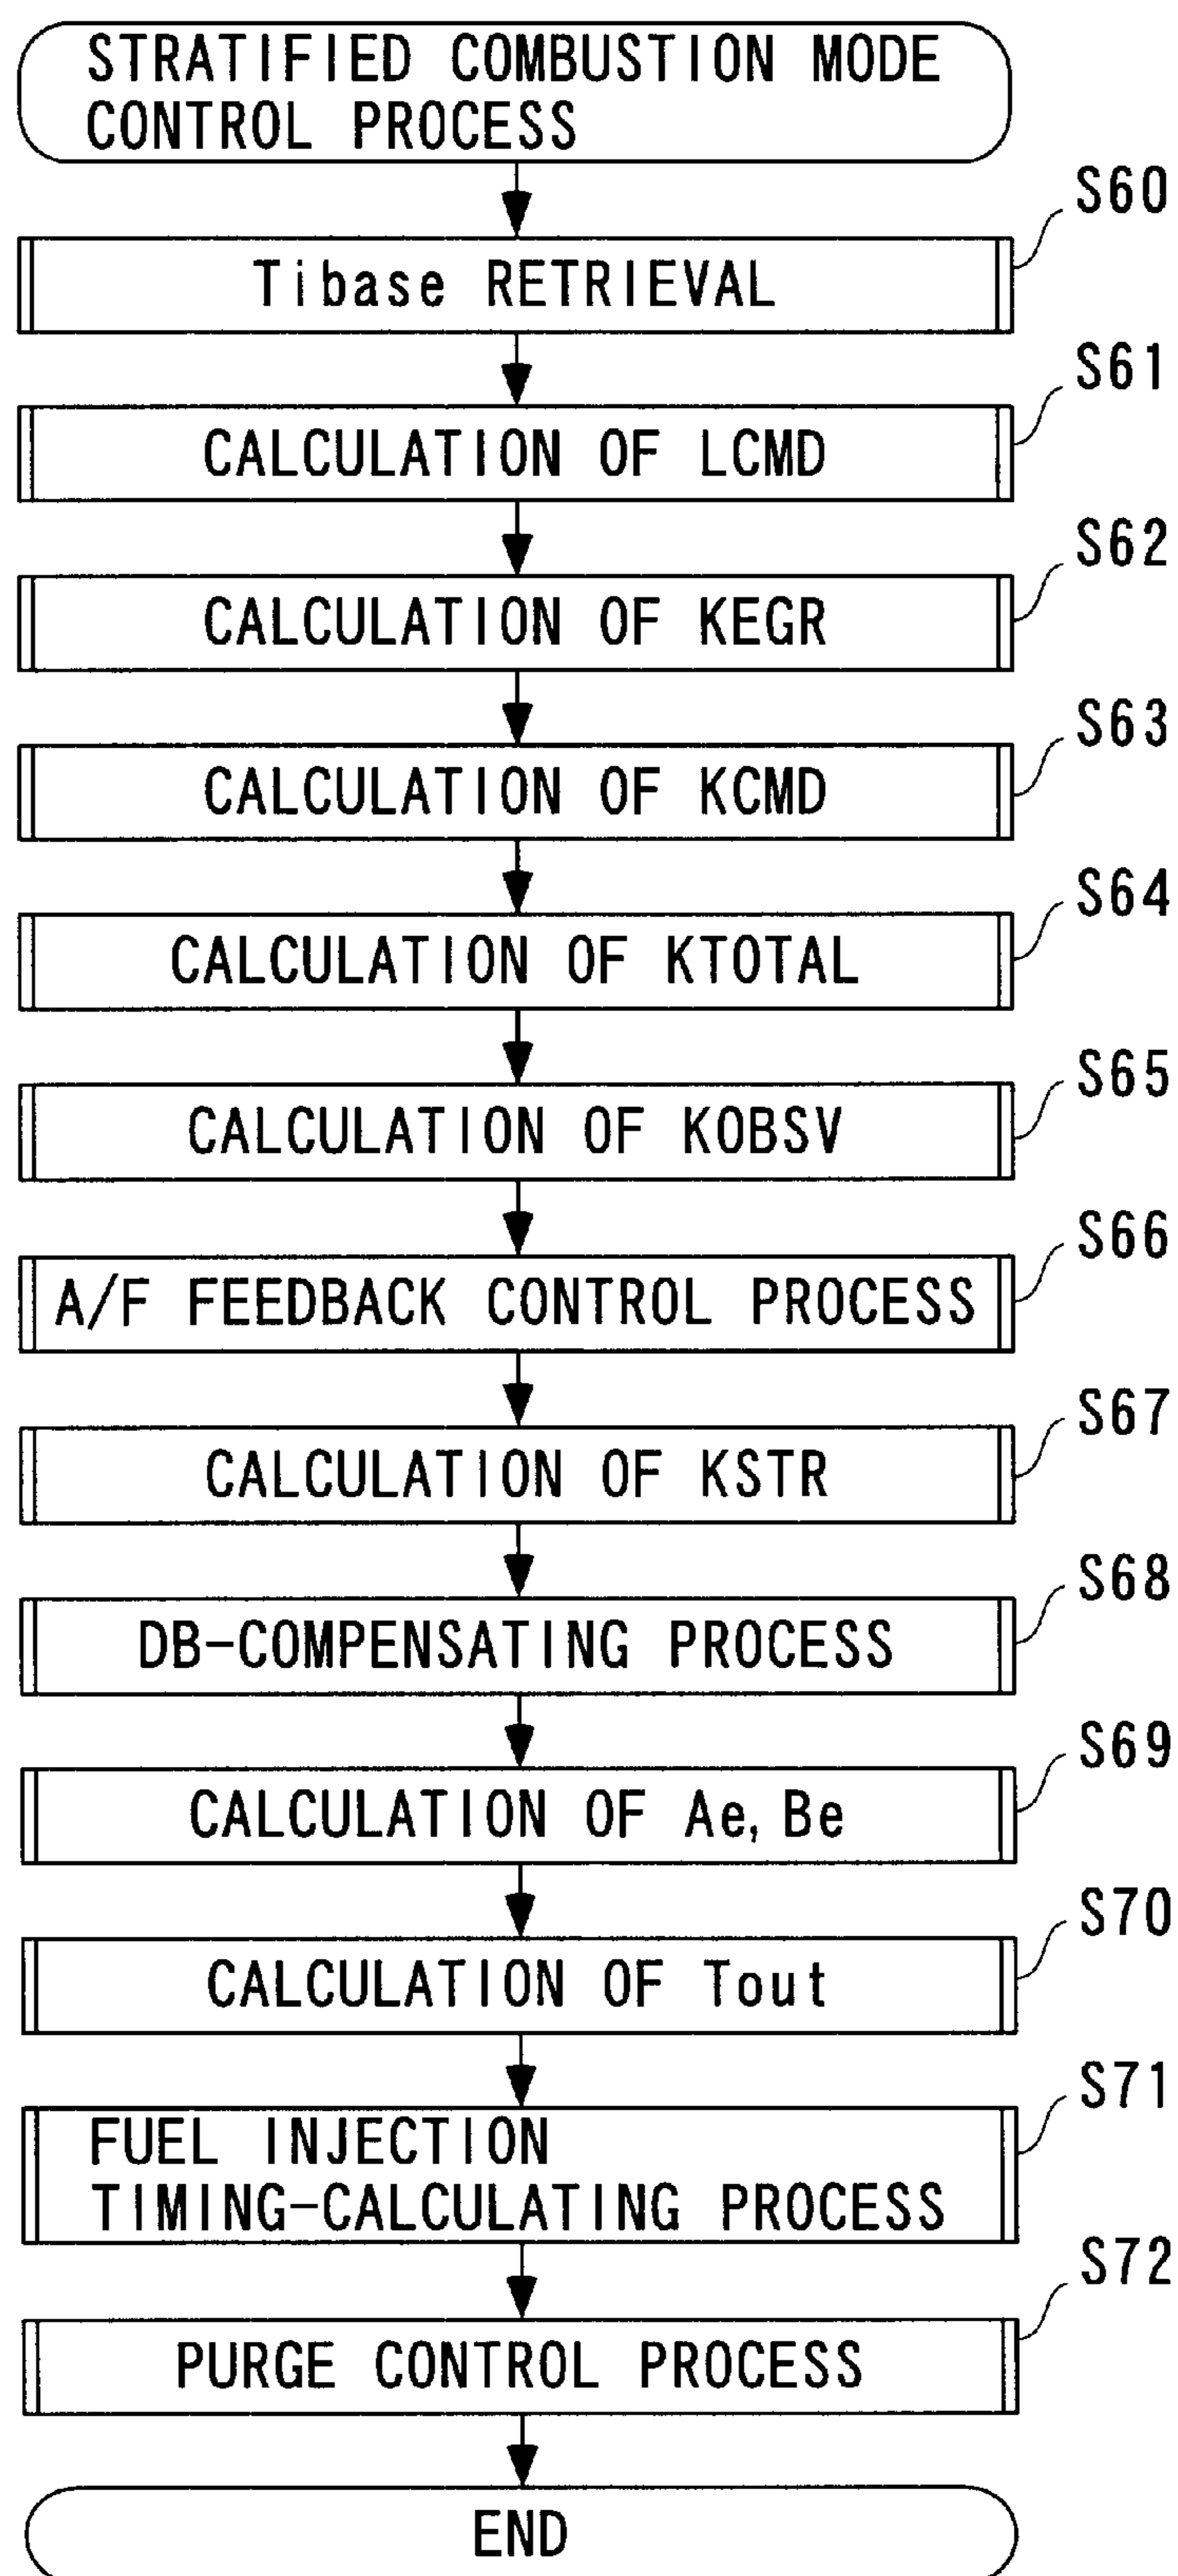 STRATIFIED COMBUSTION MODE
CONTROL PROCESS
S60
Tibase RETRIEVAL
S61
CALCULATION OF LCMD
S62
CALCULATION OF KEGR
S63
CALCULATION OF KCMD
S64
CALCULATION OF KTOTAL
S65
CALCULATION OF KOBSV
S66
A/F FEEDBACK CONTROL PROCESS
S67
CALCULATION OF KSTR
S68
DB-COMPENSATING PROCESS
S69
CALCULATION OF Ae, Be
S70
CALCULATION OF Tout
S71
FUEL INJECTION
TIMING-CALCULATING PROCESS
S72
PURGE CONTROL PROCESS
END